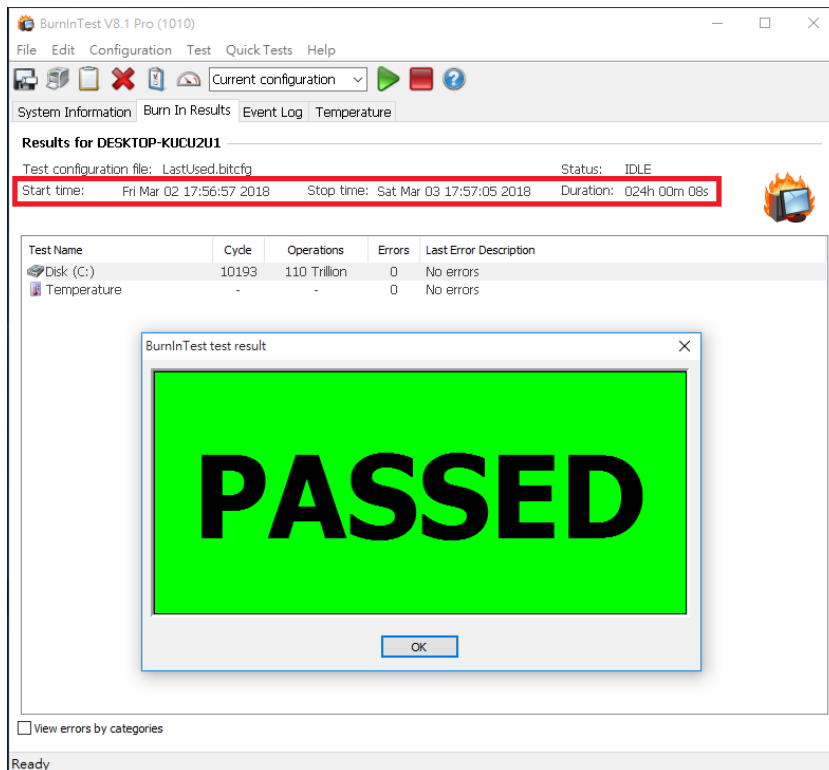 BurnInTest V8.1 Pro (1010)
File Edit Configuration Test Quick Tests Help
Current configuration
System Information Burn In Results Event Log Temperature
Results for DESKTOP-KUCU2U1
Test configuration file: LastUsed.bitcfg Status: IDLE
Start time: Fri Mar 02 17:56:57 2018 Stop time: Sat Mar 03 17:57:05 2018 Duration: 024h 00m 08s
Test Name Cycle Operations Errors Last Error Description
Disk (C:) 10193 110 Trillion 0 No errors
Temperature - - 0 No errors
BurnInTest test result
PASSED
OK
View errors by categories
Ready